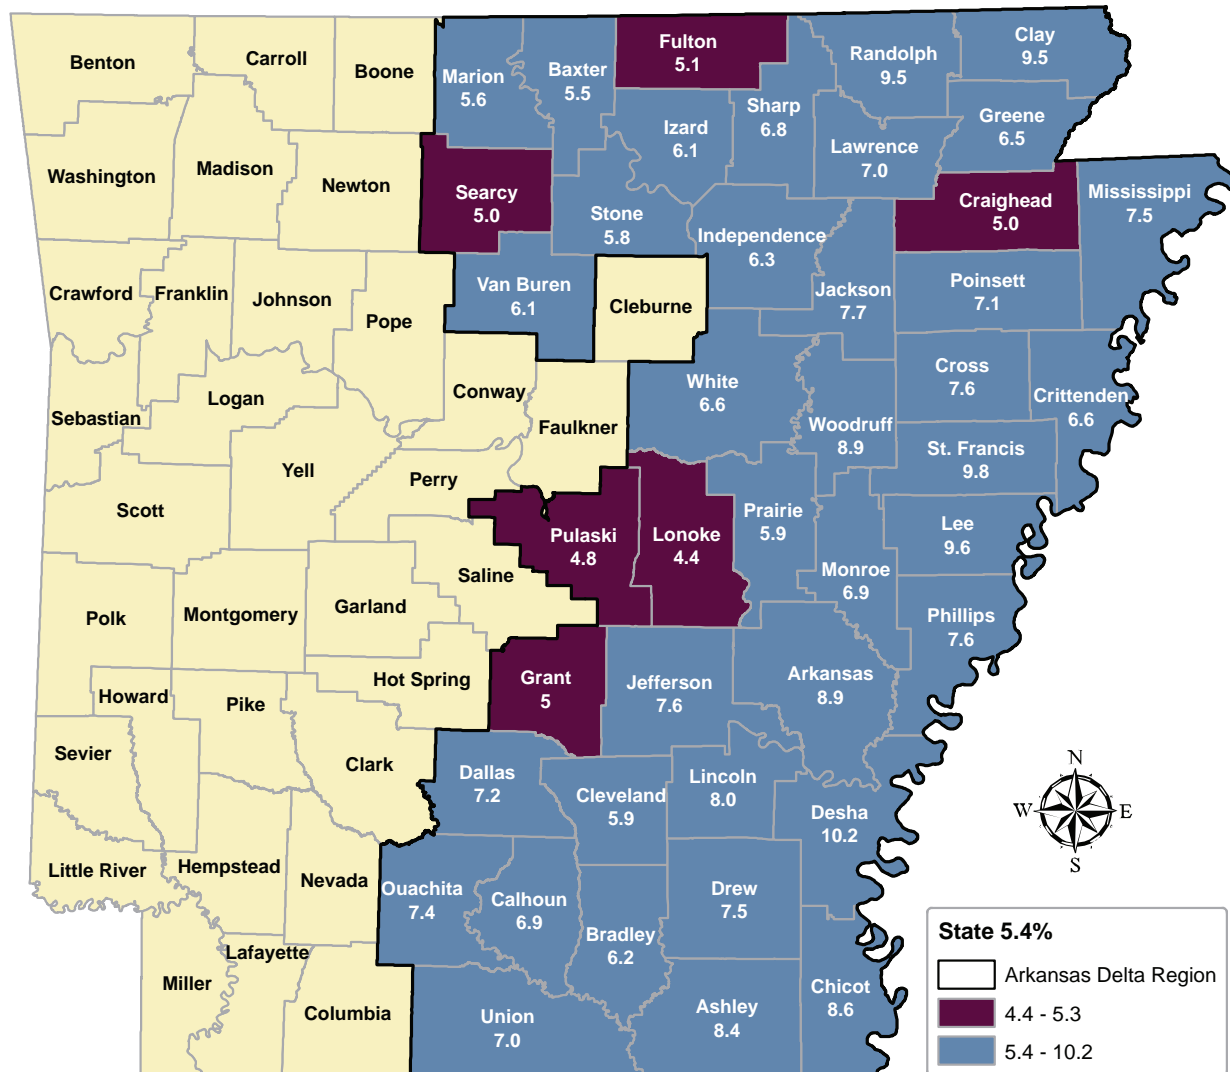 Benton
Carroll
Boone
Marion
5.6
Baxter
5.5
Fulton
5.1
Sharp
6.8
Randolph
9.5
Clay
9.5
Greene
6.5
Izard
6.1
Lawrence
7.0
Washington
Madison
Newton
Searcy
5.0
Stone
5.8
Independence
6.3
Craighead
5.0
Mississippi
7.5
Crawford
Franklin
Johnson
Pope
Van Buren
6.1
Cleburne
Jackson
7.7
Poinsett
7.1
Sebastian
Logan
Conway
Faulkner
White
6.6
Woodruff
8.9
Cross
7.6
Crittenden
6.6
St. Francis
9.8
Scott
Yell
Perry
Pulaski
4.8
Lonoke
4.4
Prairie
5.9
Monroe
6.9
Lee
9.6
Phillips
7.6
Polk
Montgomery
Garland
Saline
Hot Spring
Grant
5
Jefferson
7.6
Arkansas
8.9
Howard
Pike
Clark
Sevier
Dallas
7.2
Cleveland
5.9
Lincoln
8.0
Desha
10.2
Little River
Hempstead
Nevada
Ouachita
7.4
Calhoun
6.9
Bradley
6.2
Drew
7.5
Miller
Lafayette
Columbia
Union
7.0
Ashley
8.4
Chicot
8.6
N
W
E
S
State 5.4%
Arkansas Delta Region
4.4 - 5.3
5.4 - 10.2